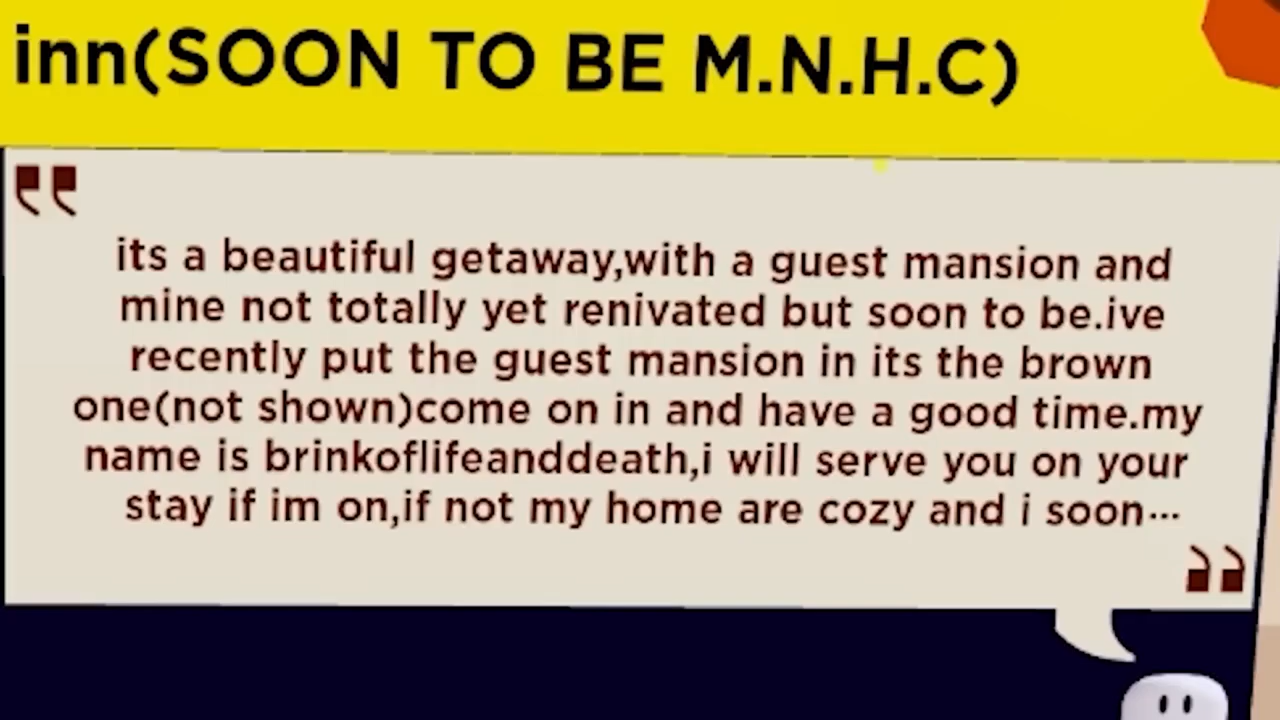 inn(SOON TO BE M.N.H.C)
its a beautiful getaway,with a guest mansion and
mine not totally yet renivated but soon to be.ive
recently put the guest mansion in its the brown
one(not shown)come on in and have a good time.my
name is brinkoflifeanddeath,i will serve you on your
stay if im on,if not my home are cozy and i soon...